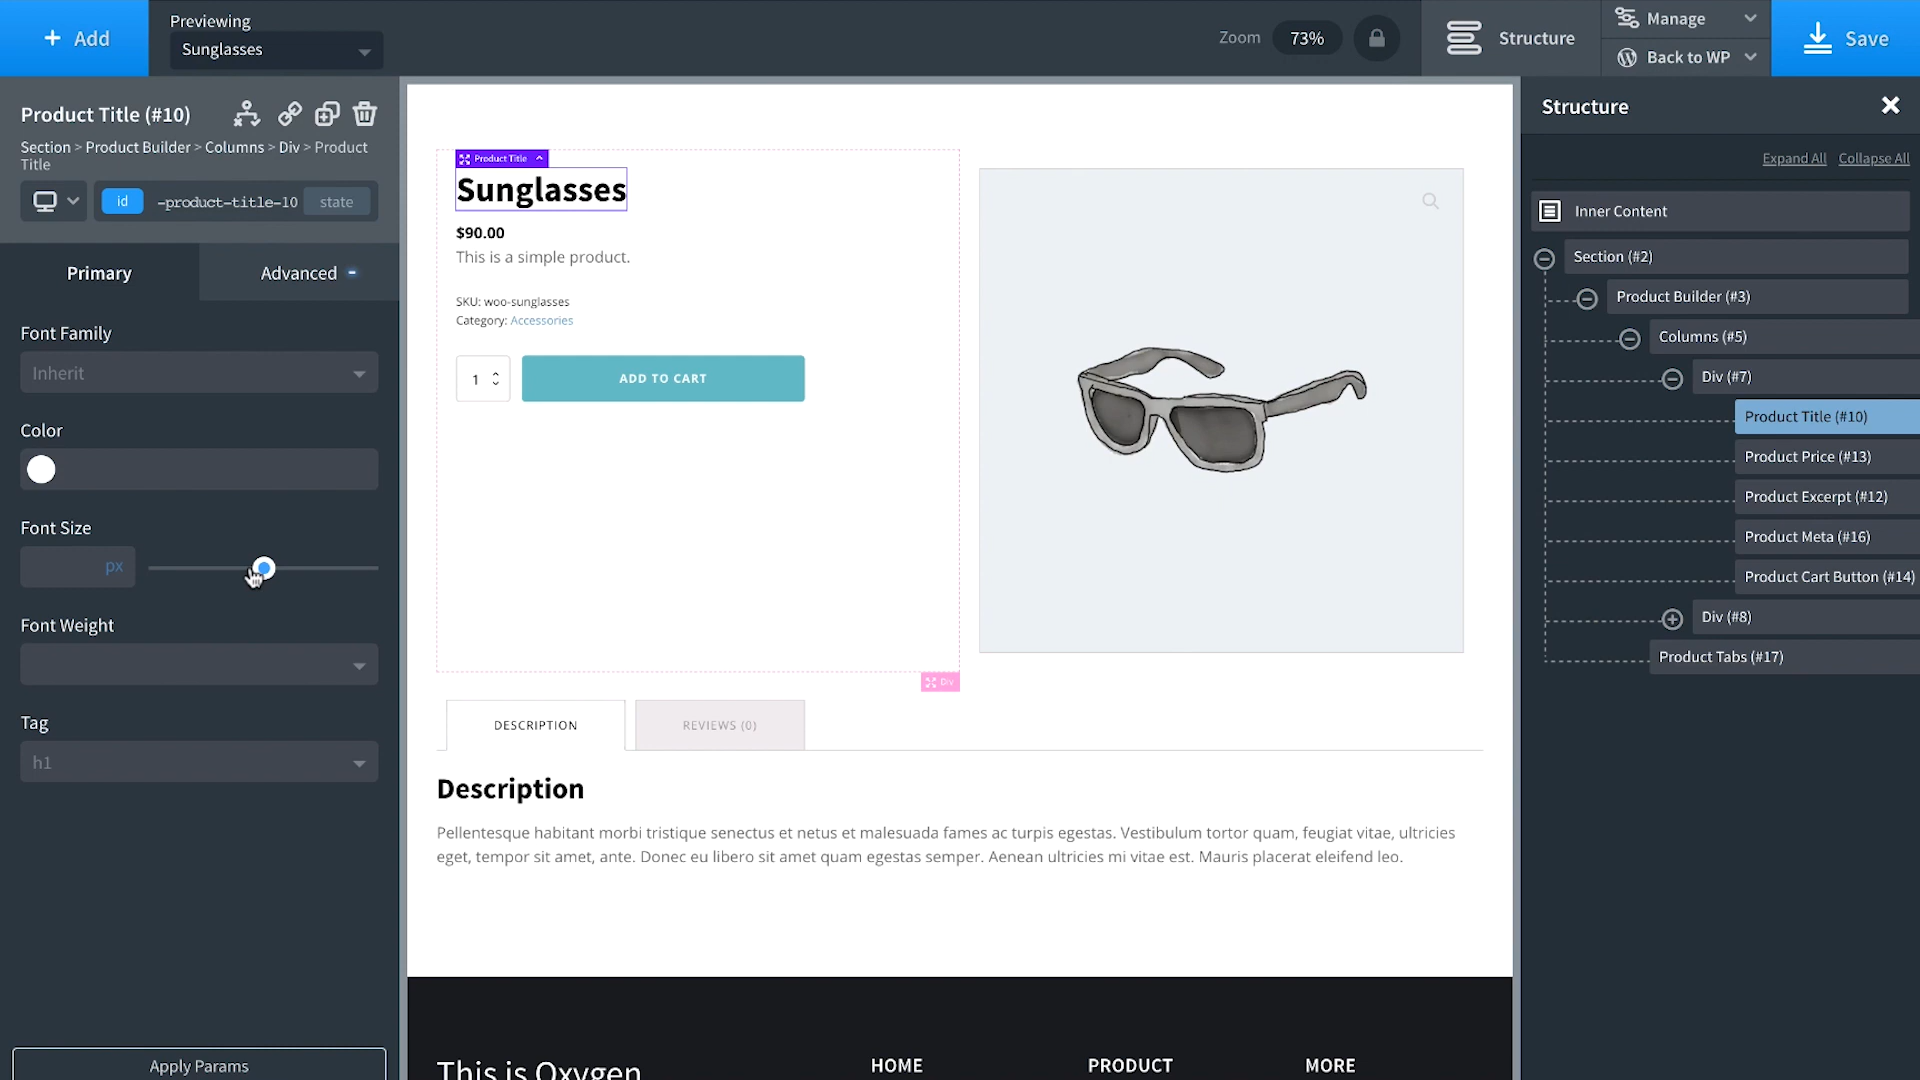 Add
Previewing
Sunglasses
Zoom
73%
Structure
Manage
Back to WP
Save
Product Title (#10)
Section > Product Builder > Columns > Div > Product
Title
id
-product-title-10
state
Primary
Advanced
Font Family
Inherit
Color
Font Size
px
Font Weight
Tag
h1
Apply Params
Product Title
Sunglasses
$90.00
This is a simple product.
SKU: woo-sunglasses
Category: Accessories
1
ADD TO CART
Div
DESCRIPTION
REVIEWS (0)
Description
Pellentesque habitant morbi tristique senectus et netus et malesuada fames ac turpis egestas. Vestibulum tortor quam, feugiat vitae, ultricies
eget, tempor sit amet, ante. Donec eu libero sit amet quam egestas semper. Aenean ultricies mi vitae est. Mauris placerat eleifend leo.
This is Oxygen
HOME
PRODUCT
MORE
Structure
Expand All
Collapse All
Inner Content
Section (#2)
Product Builder (#3)
Columns (#5)
Div (#7)
Product Title (#10)
Product Price (#13)
Product Excerpt (#12)
Product Meta (#16)
Product Cart Button (#14)
Div (#8)
Product Tabs (#17)